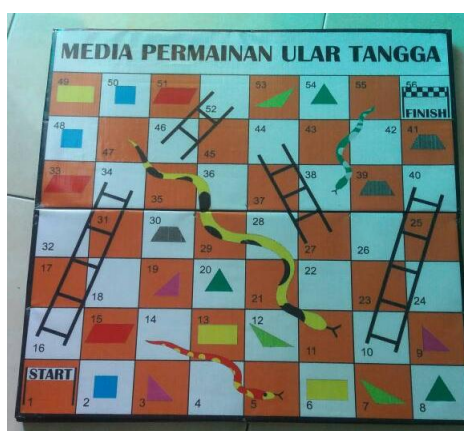 MEDIA PERMAINAN ULAR TANGGA
49 50 51 52 53 54 55 56
FINISH
48 47 46 45 44 43 42 41
33 34 35 36 37 38 39 40
32 31 30 29 28 27 26 25
17 18 19 20 21 22 23 24
16 15 14 13 12 11 10 9
START
1 2 3 4 5 6 7 8